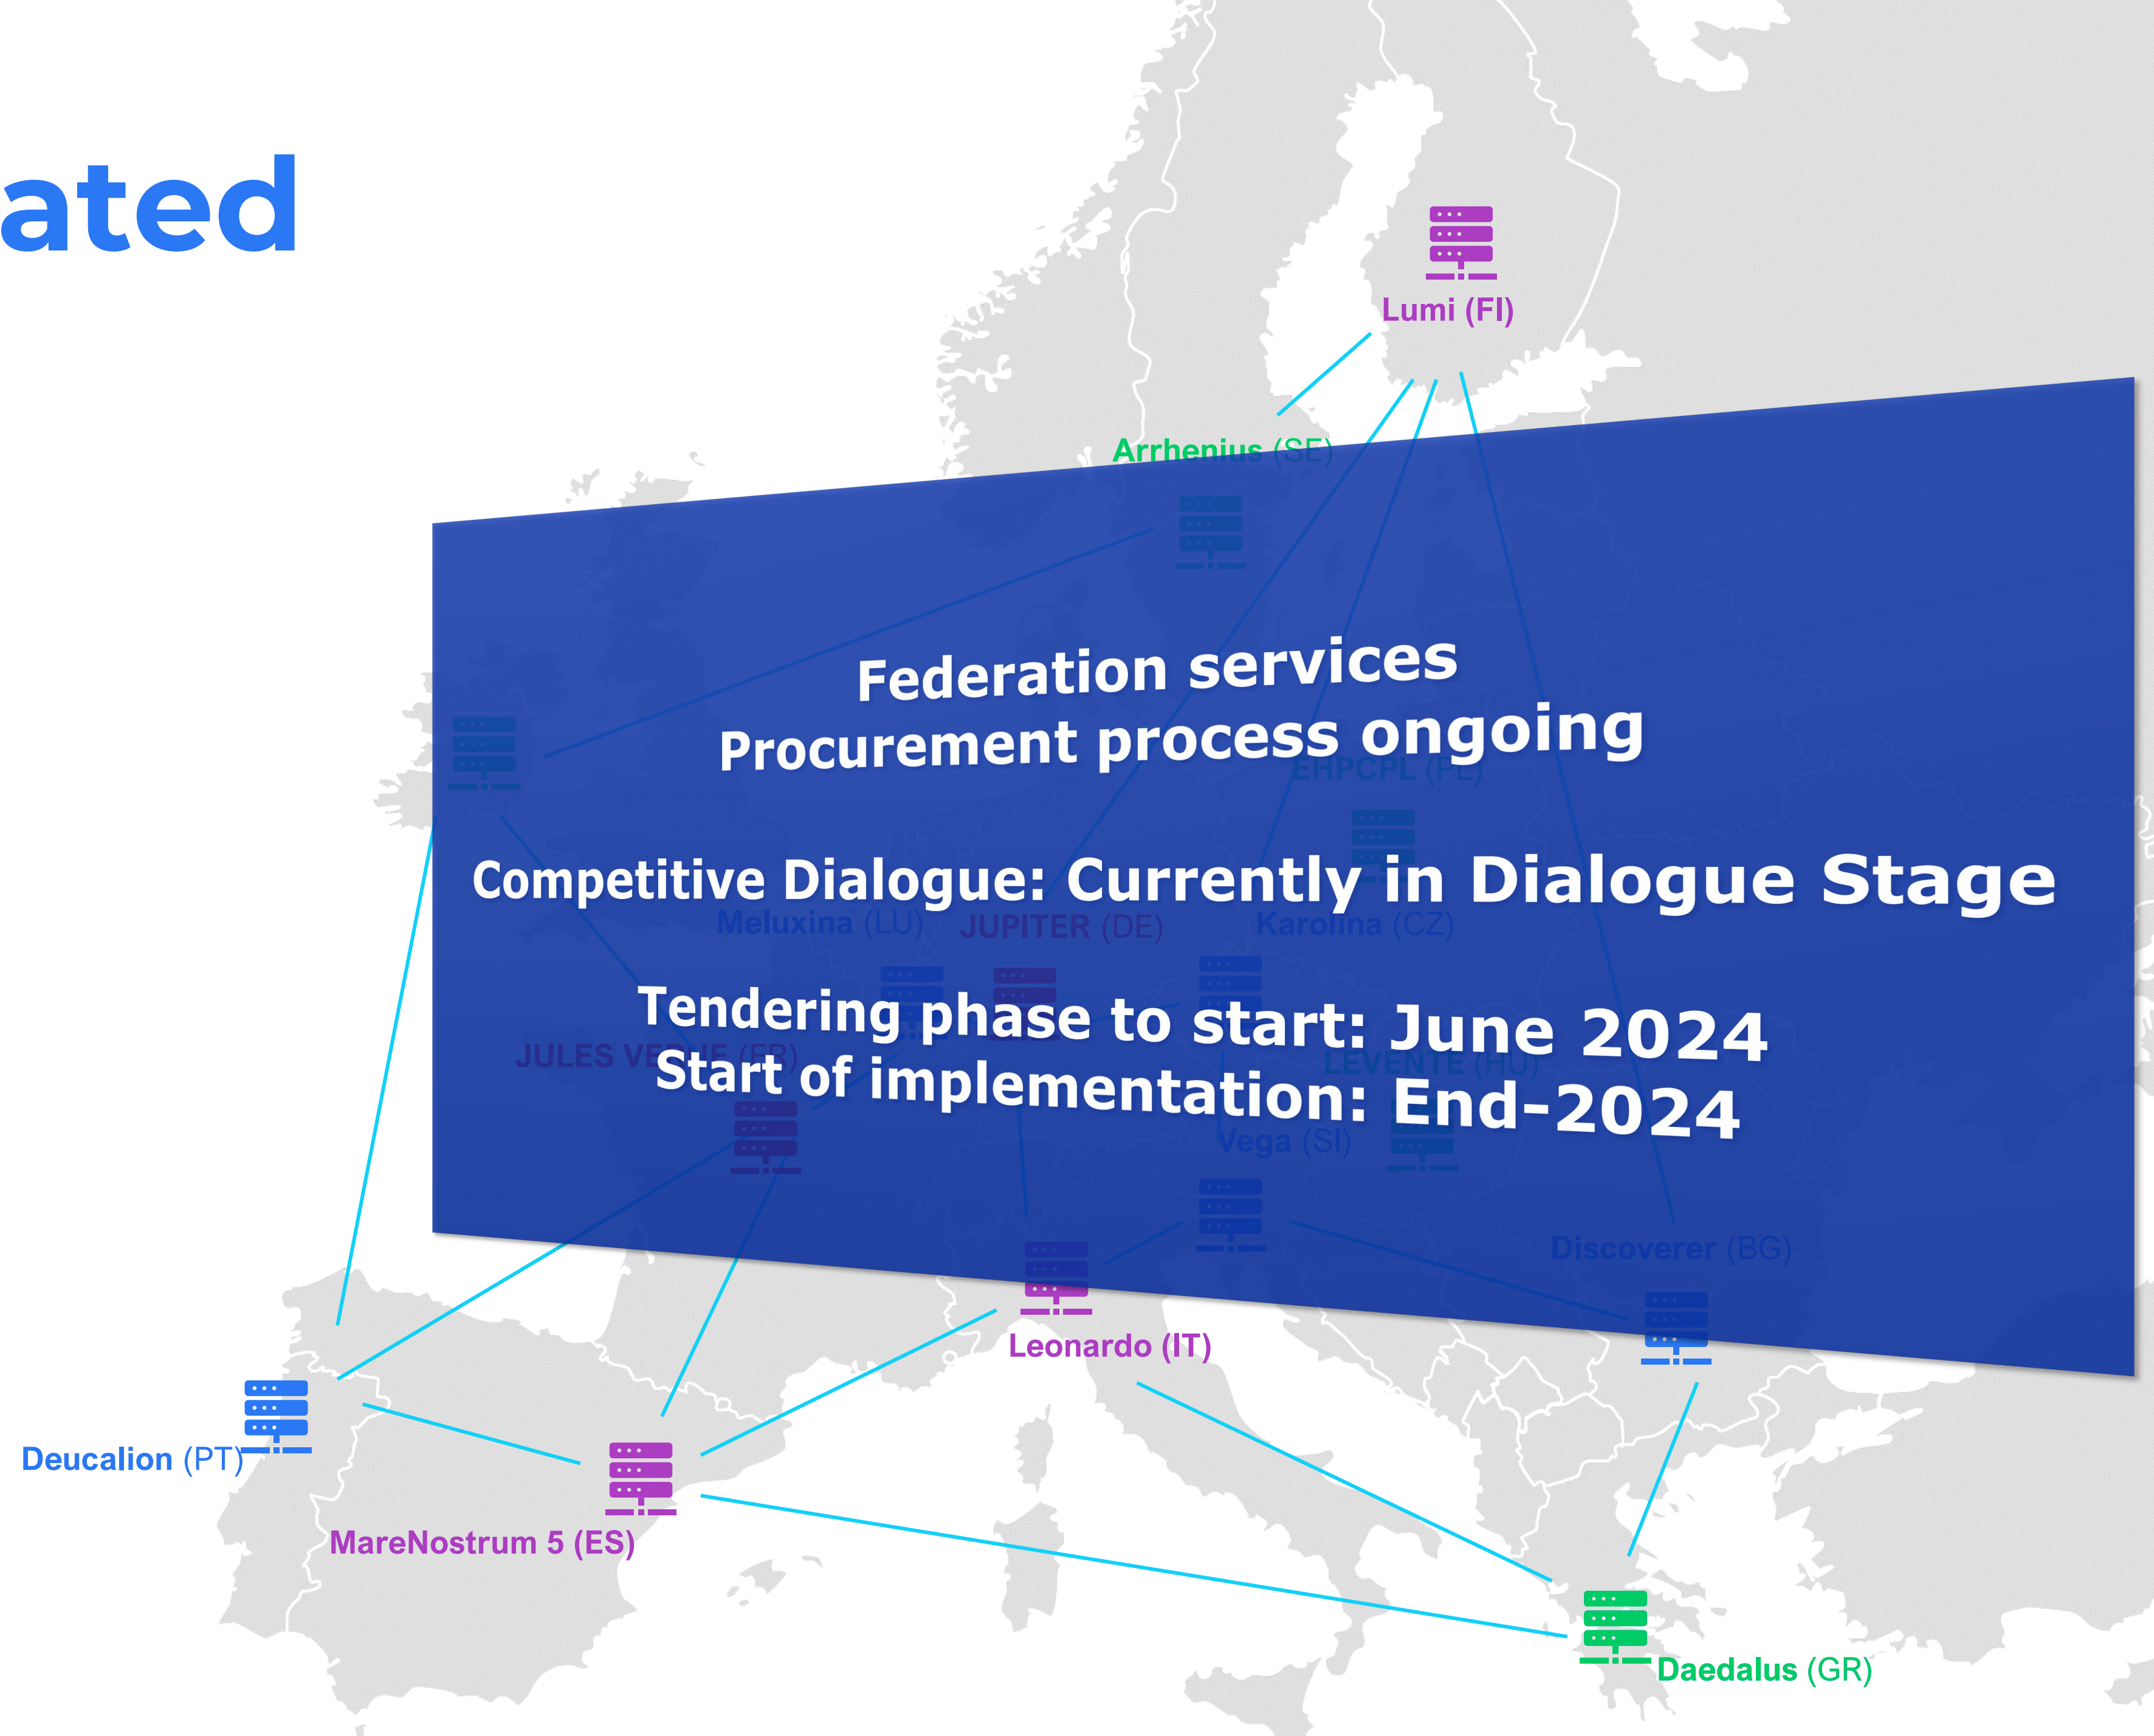 ated
Lumi (FI)
Arrhenius (SE)
Federation services
Procurement process ongoing
EHPCPL (PL)
Competitive Dialogue: Currently in Dialogue Stage
Meluxina (LU)
JUPITER (DE)
Karolina (CZ)
Tendering phase to start: June 2024
JULES VERNE (FR)
LEVENTE (HU)
Start of implementation: End-2024
Vega (SI)
Discoverer (BG)
Leonardo (IT)
Deucalion (PT)
MareNostrum 5 (ES)
Daedalus (GR)